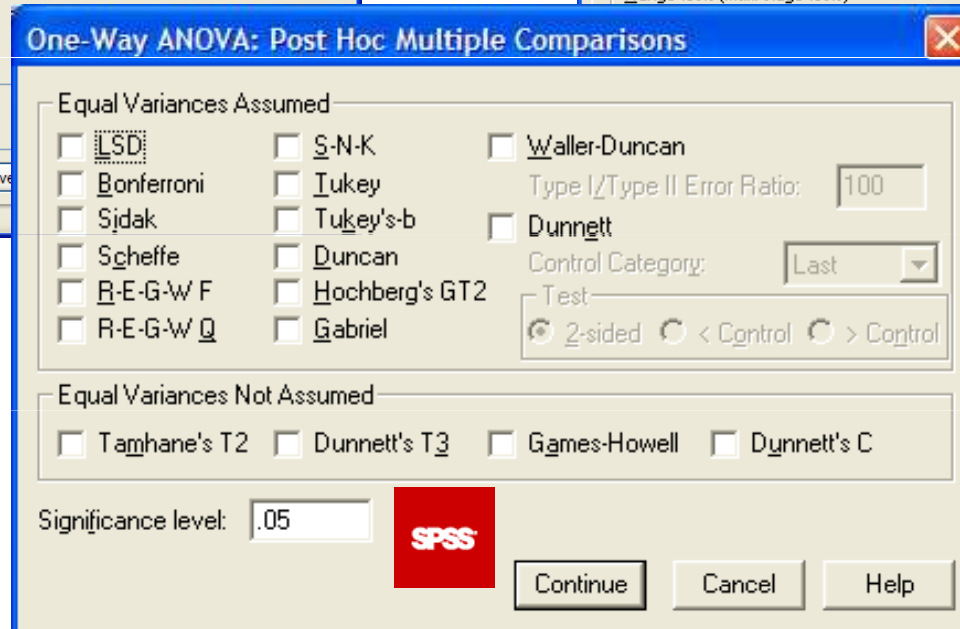 One-Way ANOVA: Post Hoc Multiple Comparisons
Equal Variances Assumed
LSD S-N-K Waller-Duncan
Bonferroni Tukey Type I/Type II Error Ratio: 100
Sidak Tukey's-b Dunnett
Scheffe Duncan Control Category: Last
R-E-G-W F Hochberg's GT2 Test
R-E-G-W Q Gabriel 2-sided < Control > Control
Equal Variances Not Assumed
Tamhane's T2 Dunnett's T3 Games-Howell Dunnett's C
Significance level: .05
SPSS
Continue Cancel Help